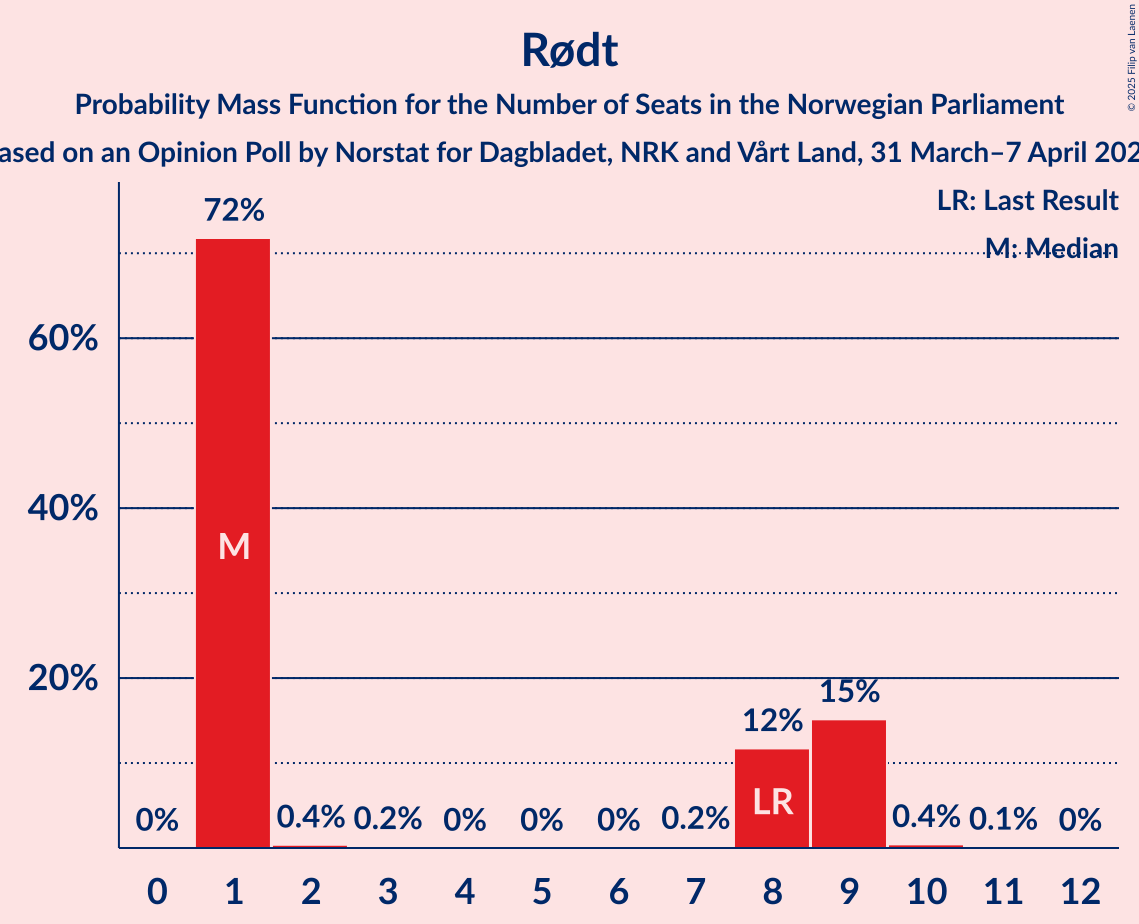 Rødt
© 2025 Filip van Laenen
Probability Mass Function for the Number of Seats in the Norwegian Parliament
ased on an Opinion Poll by Norstat for Dagbladet, NRK and Vårt Land, 31 March–7 April 202
LR: Last Result
M: Median
72%
60%
40%
M
20%
15%
12%
LR
0% 0.4% 0.2% 0% 0% 0% 0.2% 0.4% 0.1% 0%
0 1 2 3 4 5 6 7 8 9 10 11 12